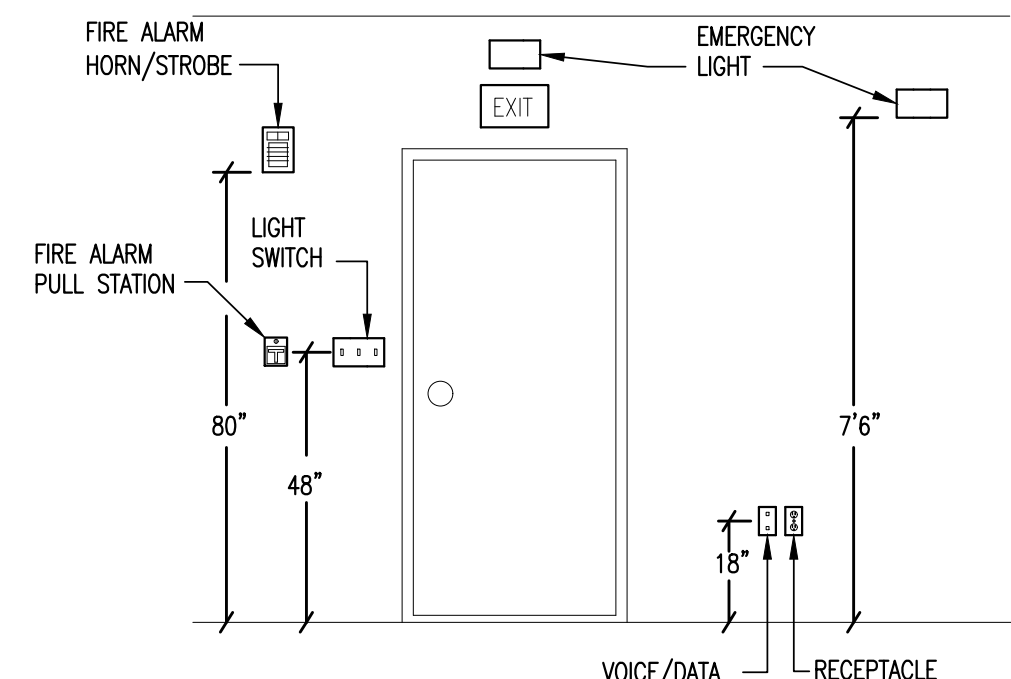 FIRE ALARM
HORN/STROBE
EMERGENCY
LIGHT
EXIT
LIGHT
SWITCH
FIRE ALARM
PULL STATION
80"
7'6"
48"
18"
VOICE/DATA
RECEPTACLE